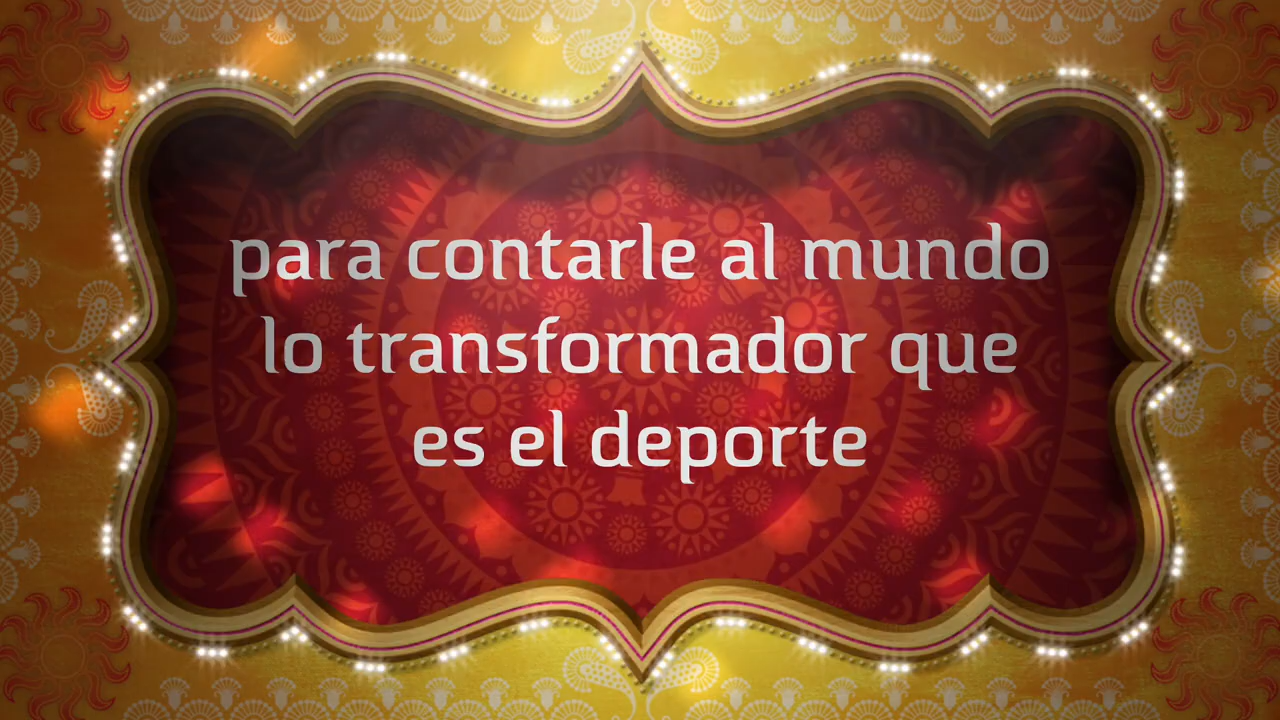 para contarle al mundo
lo transformador que
es el deporte